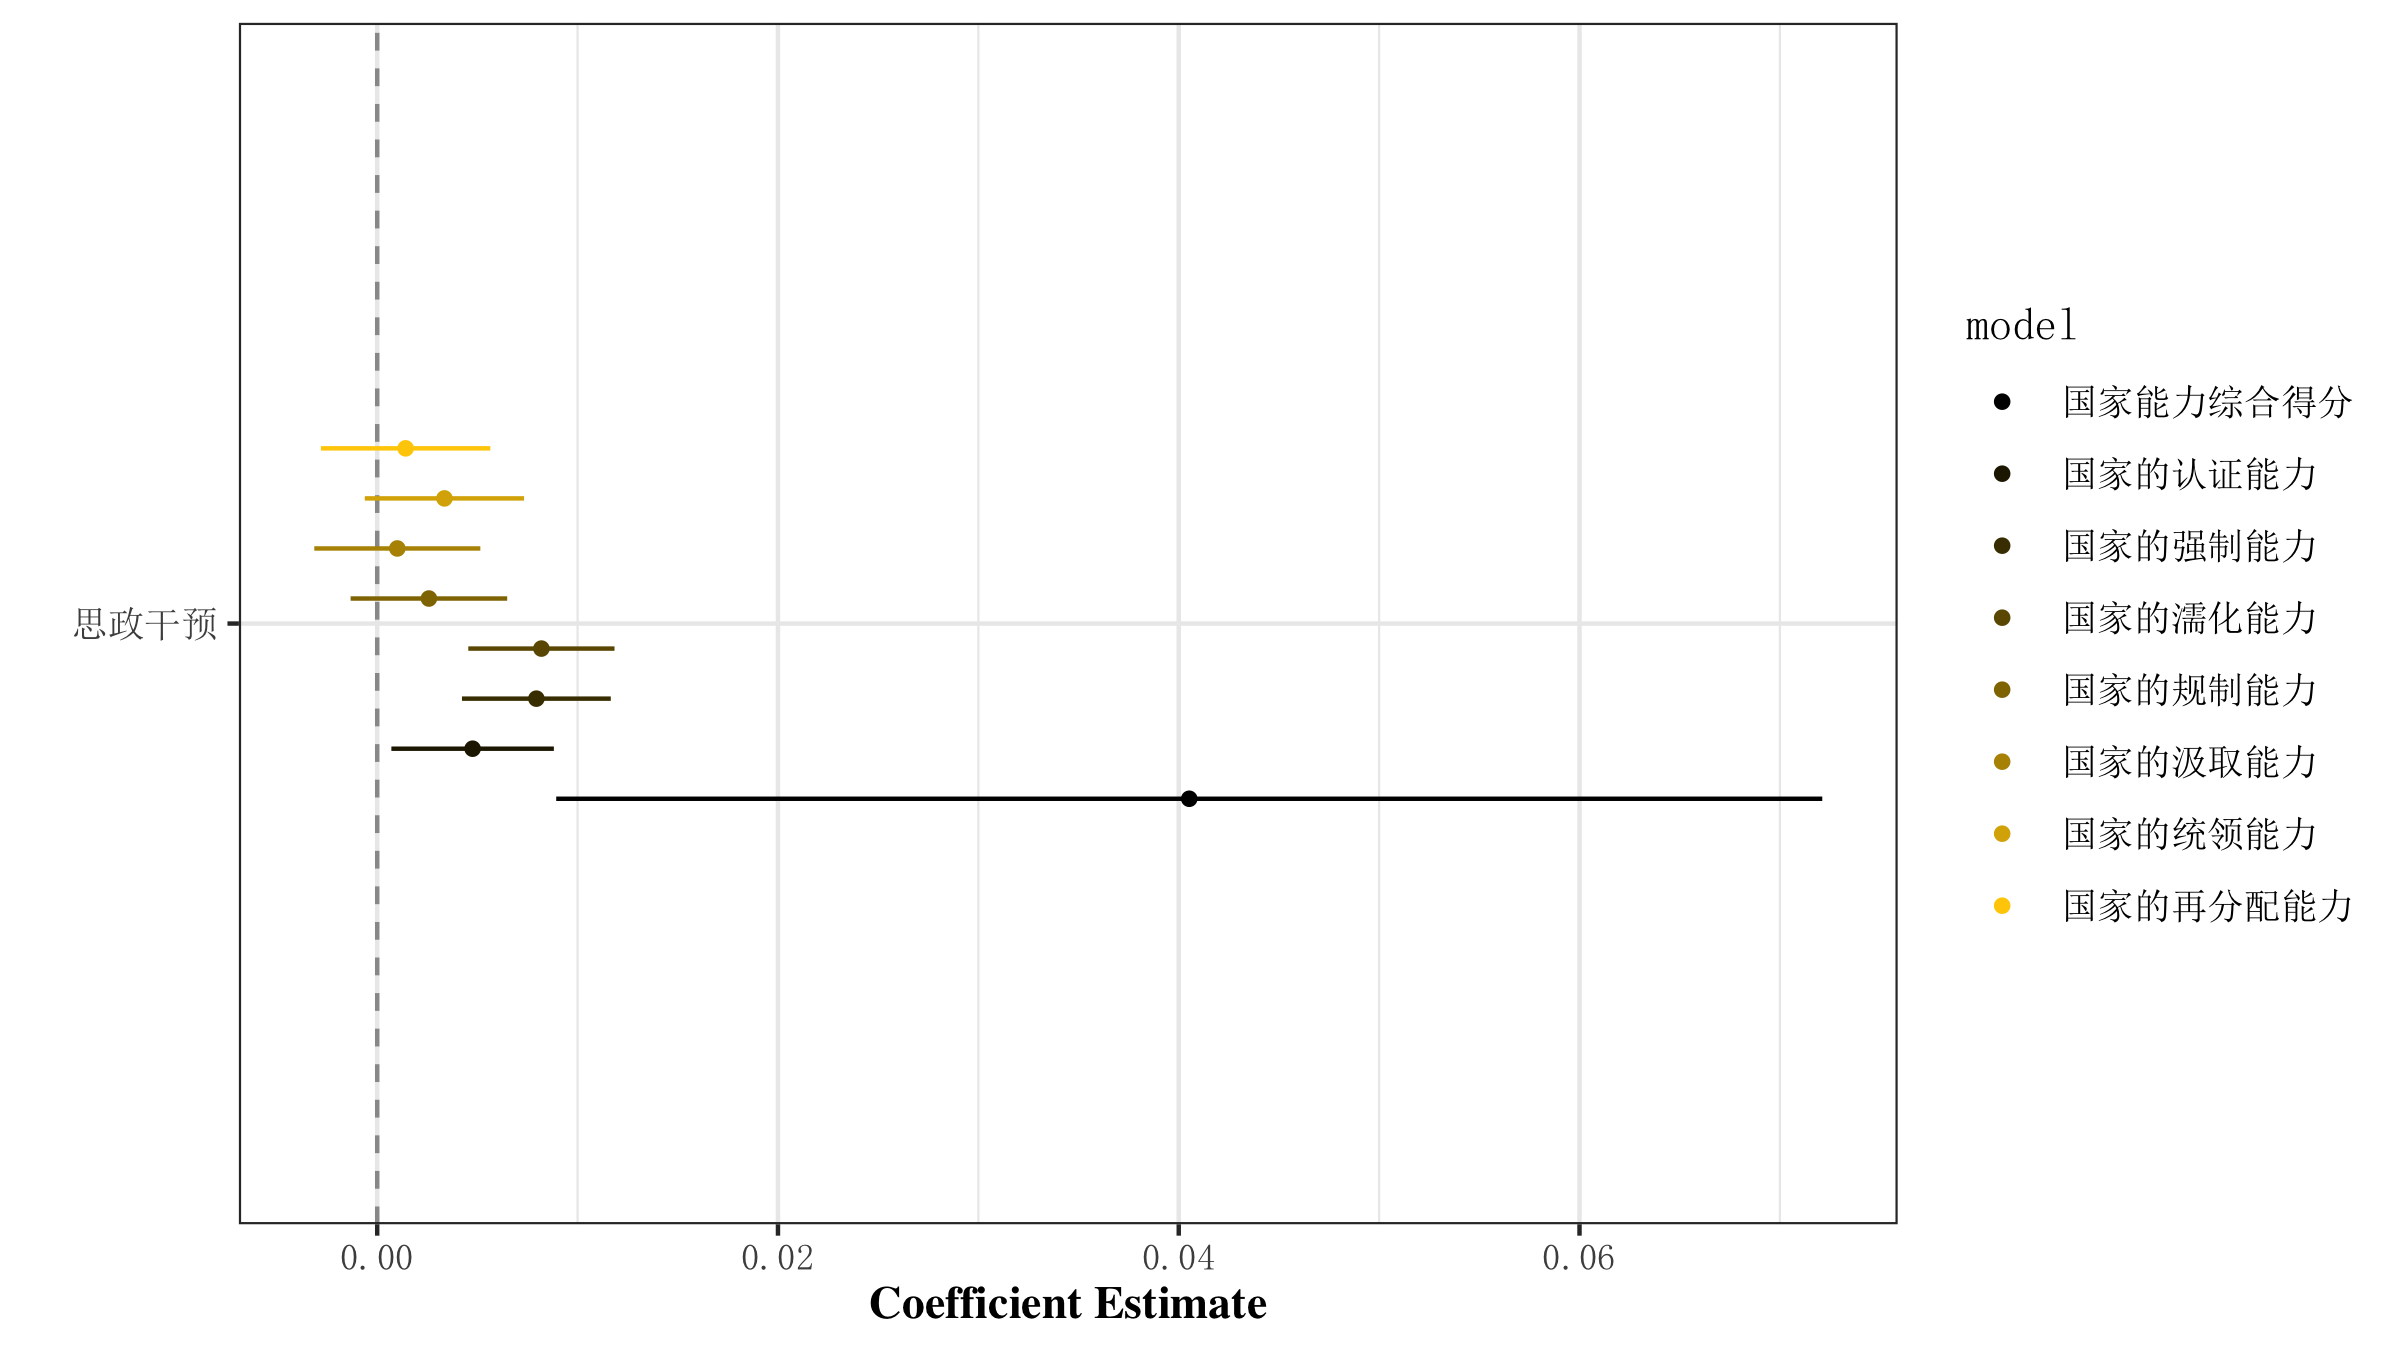 思政干预
0.00
0.02
0.04
0.06
Coefficient Estimate
model
国家能力综合得分
国家的认证能力
国家的强制能力
国家的濡化能力
国家的规制能力
国家的汲取能力
国家的统领能力
国家的再分配能力